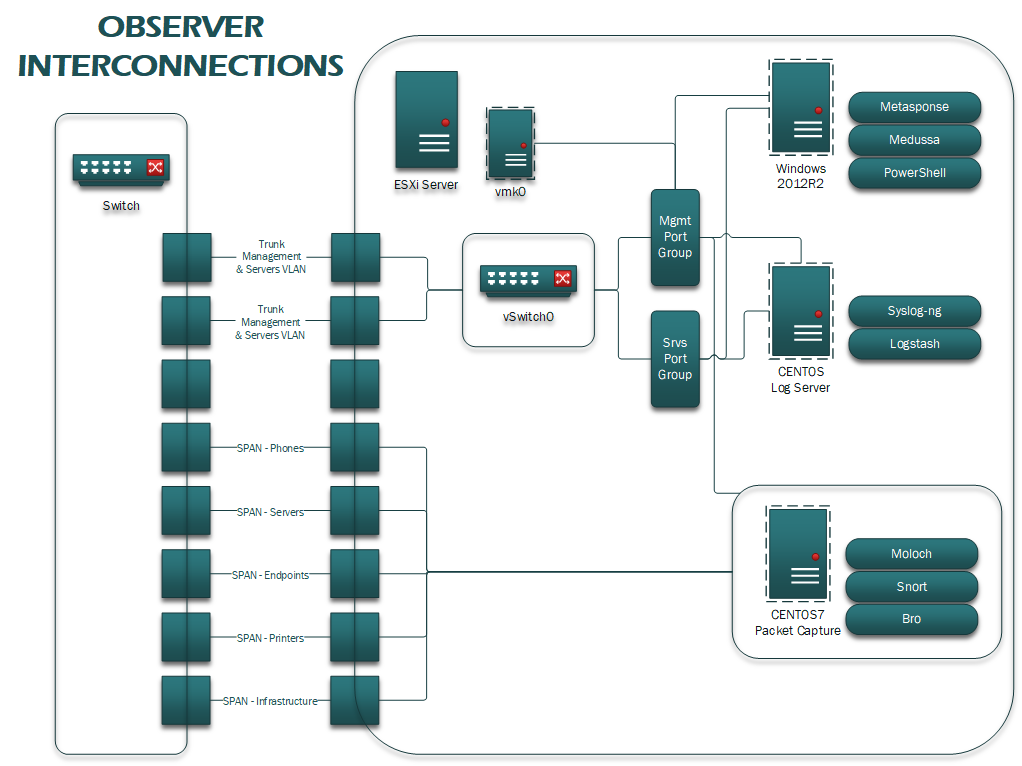 OBSERVER
INTERCONNECTIONS
Switch
ESXi Server
vmk0
Windows
2012R2
Metasponse
Medussa
PowerShell
Trunk
Management
& Servers VLAN
Trunk
Management
& Servers VLAN
vSwitch0
Mgmt
Port
Group
Srvs
Port
Group
CENTOS
Log Server
Syslog-ng
Logstash
SPAN - Phones
SPAN - Servers
SPAN - Endpoints
SPAN - Printers
SPAN - Infrastructure
CENTOS7
Packet Capture
Moloch
Snort
Bro